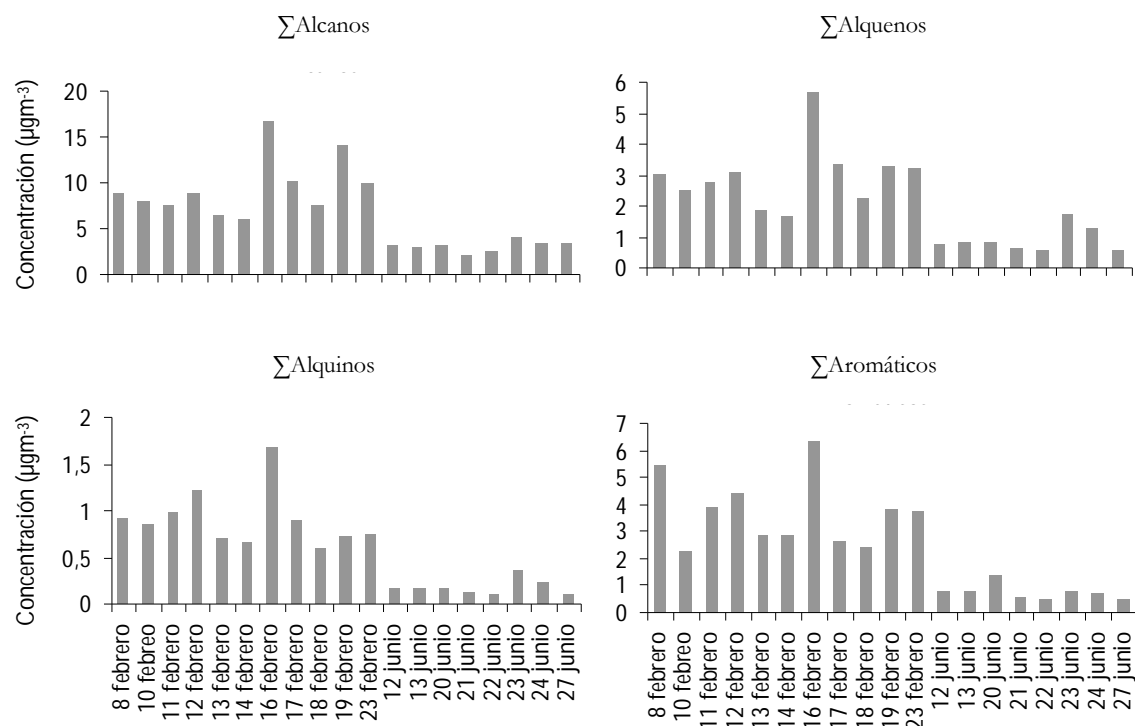 ∑Alcanos
Concentración (µgm-3)
20
15
10
5
0
∑Alquenos
6
5
4
3
2
1
0
∑Alquinos
Concentración (µgm-3)
2
1,5
1
0,5
0
8 febrero
10 febreo
11 febrero
12 febrero
13 febrero
14 febrero
16 febrero
17 febrero
18 febrero
19 febrero
23 febrero
12 junio
13 junio
20 junio
21 junio
22 junio
23 junio
24 junio
27 junio
∑Aromáticos
7
6
5
4
3
2
1
0
8 febrero
10 febreo
11 febrero
12 febrero
13 febrero
14 febrero
16 febrero
17 febrero
18 febrero
19 febrero
23 febrero
12 junio
13 junio
20 junio
21 junio
22 junio
23 junio
24 junio
27 junio